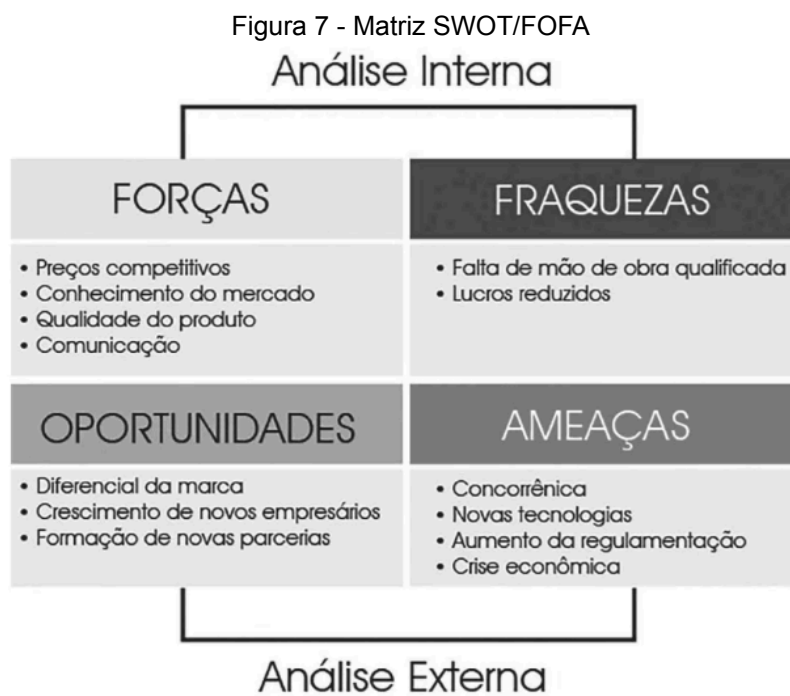 Figura 7 - Matriz SWOT/FOFA
Análise Interna
FORÇAS
• Preços competitivos
• Conhecimento do mercado
• Qualidade do produto
• Comunicação
FRAQUEZAS
• Falta de mão de obra qualificada
• Lucros reduzidos
OPORTUNIDADES
• Diferencial da marca
• Crescimento de novos empresários
• Formação de novas parcerias
AMEAÇAS
• Concorrênica
• Novas tecnologias
• Aumento da regulamentação
• Crise econômica
Análise Externa